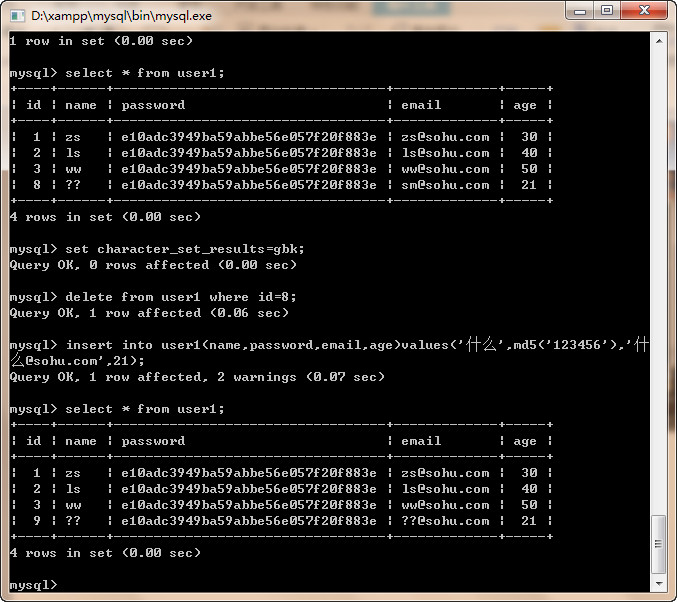 D:\xampp\mysql\bin\mysql.exe
1 row in set (0.00 sec)
mysql> select * from user1;
+----+------+----------------------------------+-------------+-----+
| id | name | password                         | email       | age |
+----+------+----------------------------------+-------------+-----+
|  1 | zs   | e10adc3949ba59abbe56e057f20f883e | zs@sohu.com |  30 |
|  2 | ls   | e10adc3949ba59abbe56e057f20f883e | ls@sohu.com |  40 |
|  3 | ww   | e10adc3949ba59abbe56e057f20f883e | ww@sohu.com |  50 |
|  8 | ??   | e10adc3949ba59abbe56e057f20f883e | sm@sohu.com |  21 |
+----+------+----------------------------------+-------------+-----+
4 rows in set (0.00 sec)
mysql> set character_set_results=gbk;
Query OK, 0 rows affected (0.00 sec)
mysql> delete from user1 where id=8;
Query OK, 1 row affected (0.06 sec)
mysql> insert into user1(name,password,email,age)values('什么',md5('123456'),'什
么@sohu.com',21);
Query OK, 1 row affected, 2 warnings (0.07 sec)
mysql> select * from user1;
+----+------+----------------------------------+-------------+-----+
| id | name | password                         | email       | age |
+----+------+----------------------------------+-------------+-----+
|  1 | zs   | e10adc3949ba59abbe56e057f20f883e | zs@sohu.com |  30 |
|  2 | ls   | e10adc3949ba59abbe56e057f20f883e | ls@sohu.com |  40 |
|  3 | ww   | e10adc3949ba59abbe56e057f20f883e | ww@sohu.com |  50 |
|  9 | ??   | e10adc3949ba59abbe56e057f20f883e | ??@sohu.com |  21 |
+----+------+----------------------------------+-------------+-----+
4 rows in set (0.00 sec)
mysql>